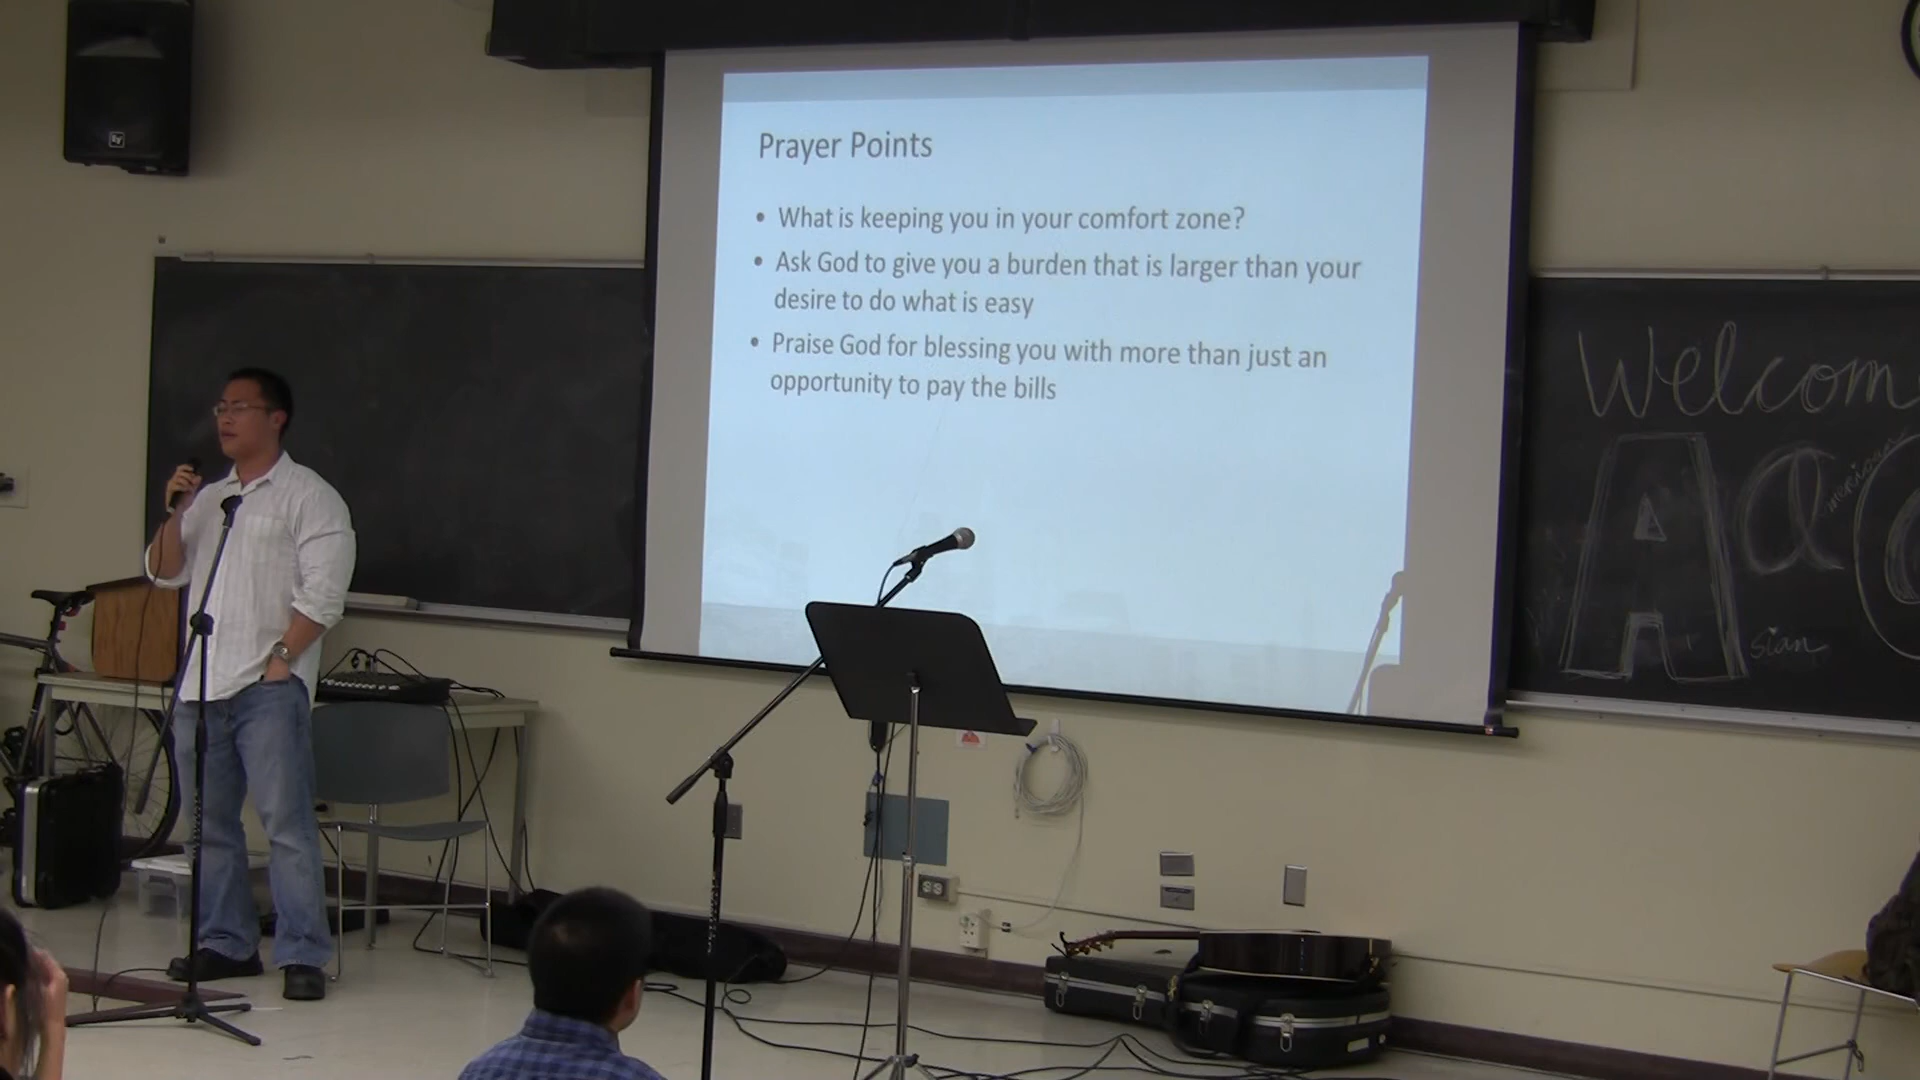 Prayer Points
• What is keeping you in your comfort zone?
• Ask God to give you a burden that is larger than your
desire to do what is easy
• Praise God for blessing you with more than just an
opportunity to pay the bills
EV
Welcom
A a
merican
sian